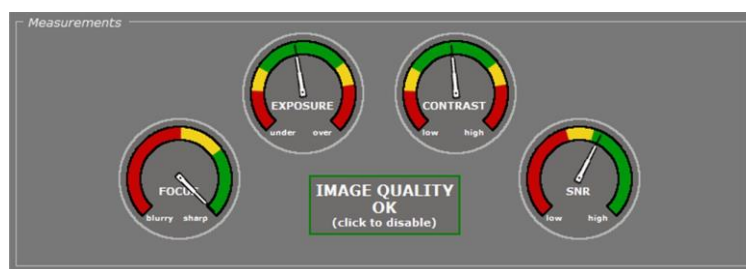 Measurements
EXPOSURE
under over
CONTRAST
low high
FOCUS
blurry sharp
IMAGE QUALITY
OK
(click to disable)
SNR
low high